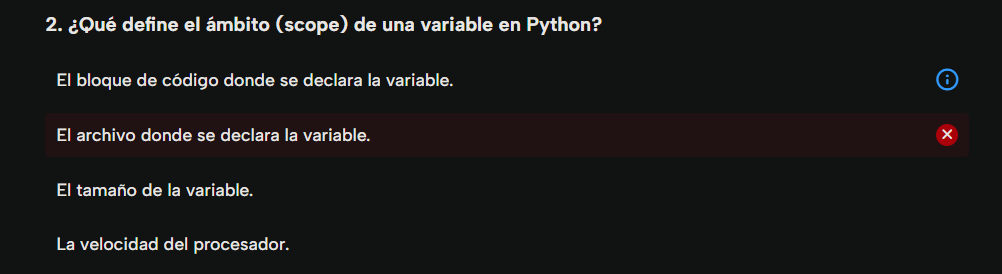 2. ¿Qué define el ámbito (scope) de una variable en Python?
El bloque de código donde se declara la variable.
El archivo donde se declara la variable.
El tamaño de la variable.
La velocidad del procesador.